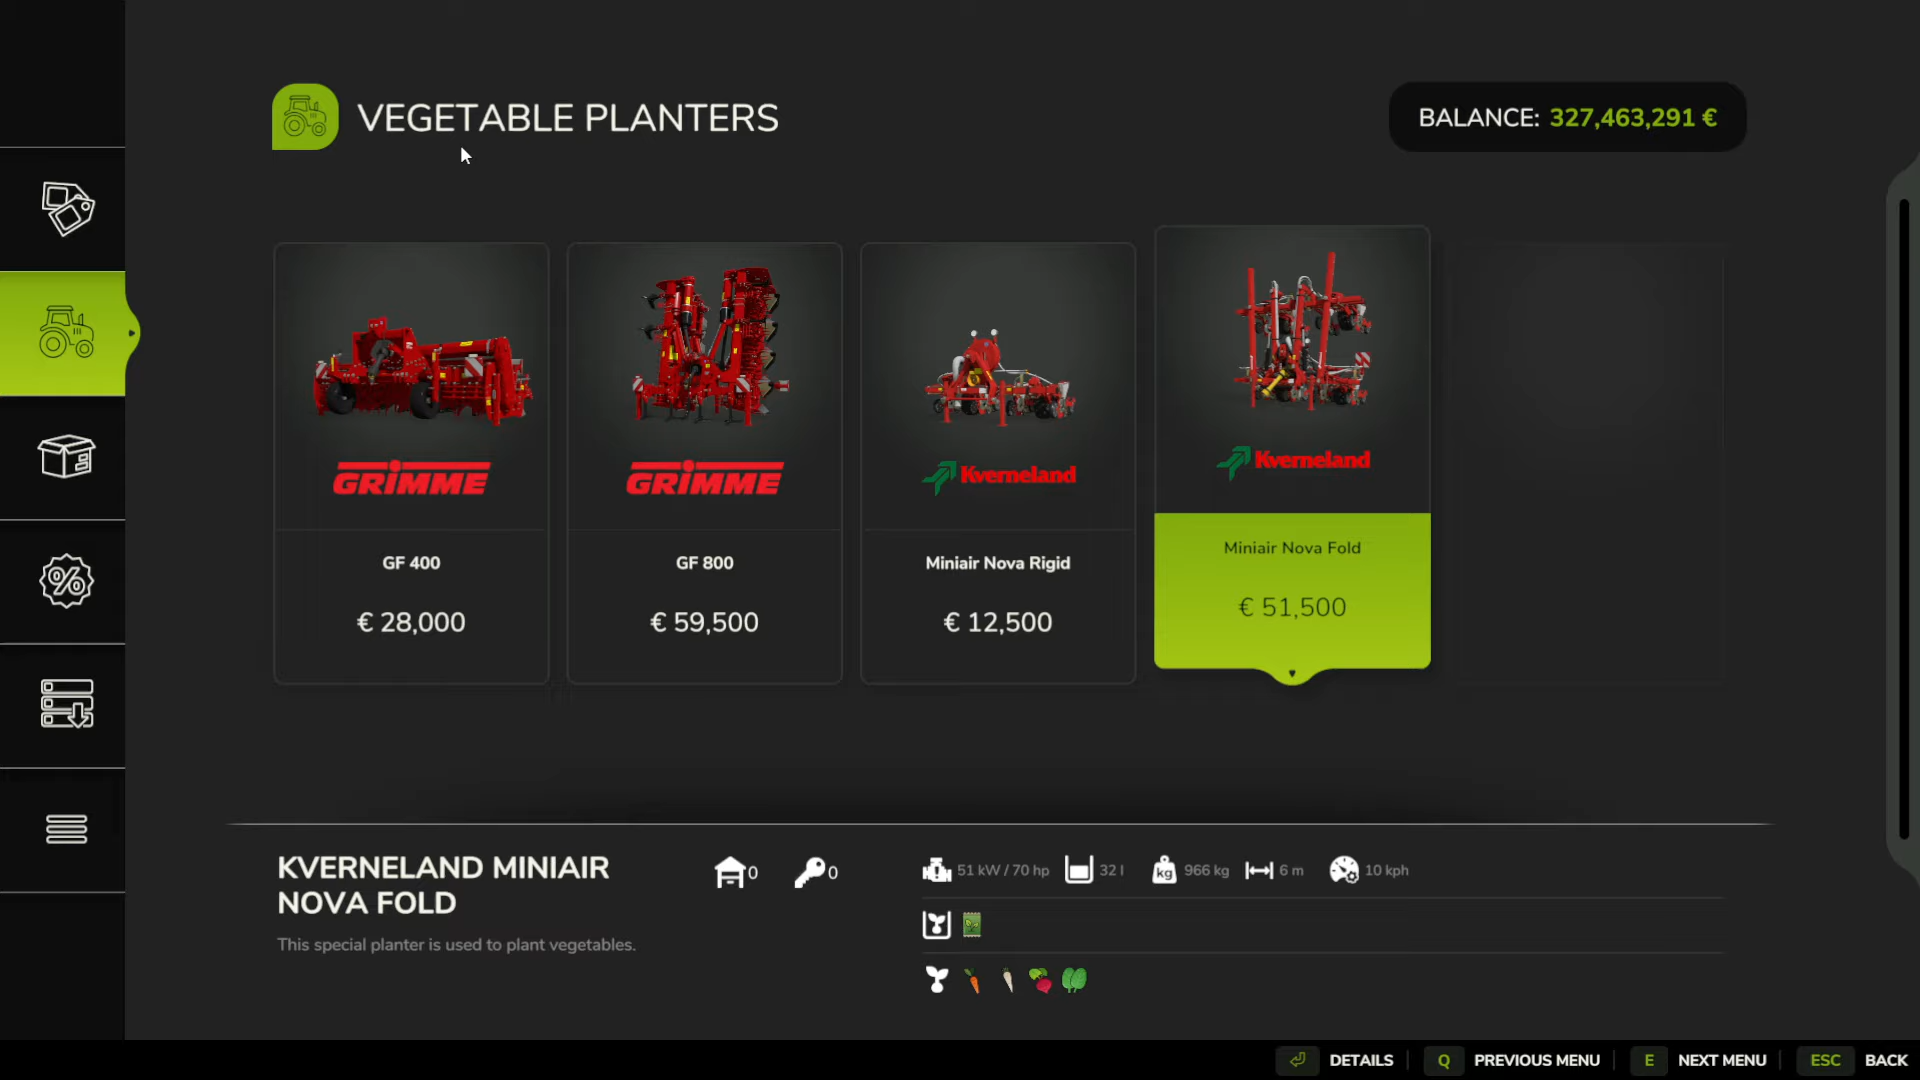 VEGETABLE PLANTERS
BALANCE: 327,463,291 €
GRIMME
GRIMME
Kverneland
Kverneland
GF 400
GF 800
Miniair Nova Rigid
Miniair Nova Fold
€ 28,000
€ 59,500
€ 12,500
€ 51,500
KVERNELAND MINIAIR
NOVA FOLD
This special planter is used to plant vegetables.
0
0
51 kW / 70 hp
32 l
kg 966 kg
6 m
10 kph
DETAILS
Q PREVIOUS MENU
E NEXT MENU
ESC BACK